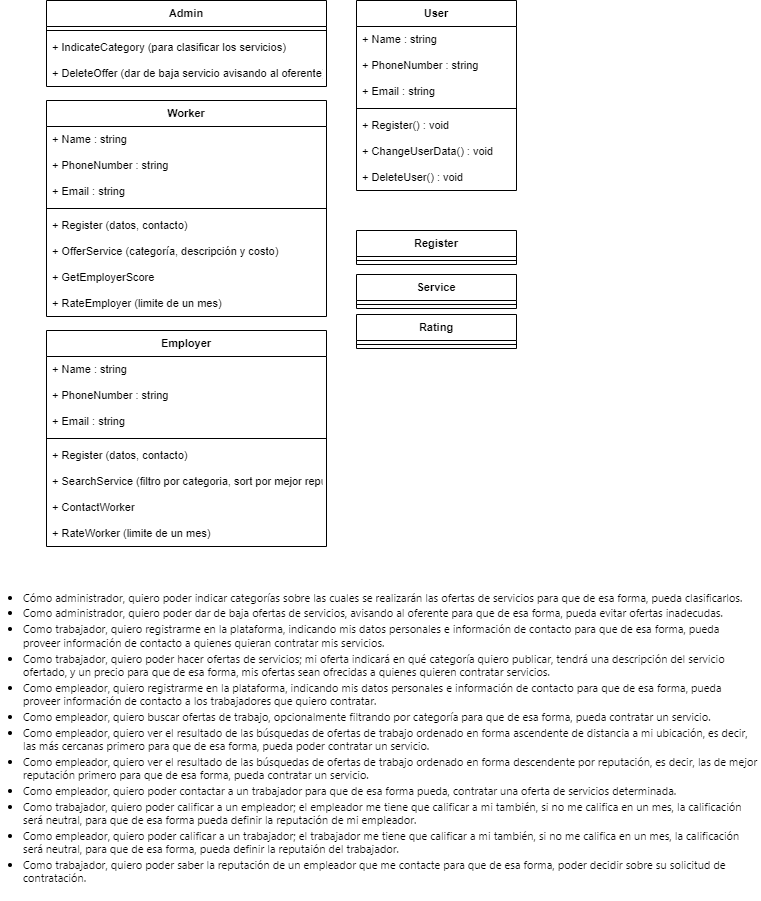 Admin
+ IndicateCategory (para clasificar los servicios)
+ DeleteOffer (dar de baja servicio avisando al oferente
Worker
+ Name : string
+ PhoneNumber : string
+ Email : string
+ Register (datos, contacto)
+ OfferService (categoría, descripción y costo)
+ GetEmployerScore
+ RateEmployer (limite de un mes)
Employer
+ Name : string
+ PhoneNumber : string
+ Email : string
+ Register (datos, contacto)
+ SearchService (filtro por categoria, sort por mejor repu
+ ContactWorker
+ RateWorker (limite de un mes)
User
+ Name : string
+ PhoneNumber : string
+ Email : string
+ Register() : void
+ ChangeUserData() : void
+ DeleteUser() : void
Register
Service
Rating
• Cómo administrador, quiero poder indicar categorías sobre las cuales se realizarán las ofertas de servicios para que de esa forma, pueda clasificarlos.
• Como administrador, quiero poder dar de baja ofertas de servicios, avisando al oferente para que de esa forma, pueda evitar ofertas inadecudas.
• Como trabajador, quiero registrarme en la plataforma, indicando mis datos personales e información de contacto para que de esa forma, pueda
proveer información de contacto a quienes quieran contratar mis servicios.
• Como trabajador, quiero poder hacer ofertas de servicios; mi oferta indicará en qué categoría quiero publicar, tendrá una descripción del servicio
ofertado, y un precio para que de esa forma, mis ofertas sean ofrecidas a quienes quieren contratar servicios.
• Como empleador, quiero registrarme en la plataforma, indicando mis datos personales e información de contacto para que de esa forma, pueda
proveer información de contacto a los trabajadores que quiero contratar.
• Como empleador, quiero buscar ofertas de trabajo, opcionalmente filtrando por categoría para que de esa forma, pueda contratar un servicio.
• Como empleador, quiero ver el resultado de las búsquedas de ofertas de trabajo ordenado en forma ascendente de distancia a mi ubicación, es decir,
las más cercanas primero para que de esa forma, pueda poder contratar un servicio.
• Como empleador, quiero ver el resultado de las búsquedas de ofertas de trabajo ordenado en forma descendente por reputación, es decir, las de mejor
reputación primero para que de esa forma, pueda contratar un servicio.
• Como empleador, quiero poder contactar a un trabajador para que de esa forma pueda, contratar una oferta de servicios determinada.
• Como trabajador, quiero poder calificar a un empleador; el empleador me tiene que calificar a mi también, si no me califica en un mes, la calificación
será neutral, para que de esa forma pueda definir la reputación de mi empleador.
• Como empleador, quiero poder calificar a un trabajador; el trabajador me tiene que calificar a mi también, si no me califica en un mes, la calificación
será neutral, para que de esa forma, pueda definir la reputaión del trabajador.
• Como trabajador, quiero poder saber la reputación de un empleador que me contacte para que de esa forma, poder decidir sobre su solicitud de
contratación.